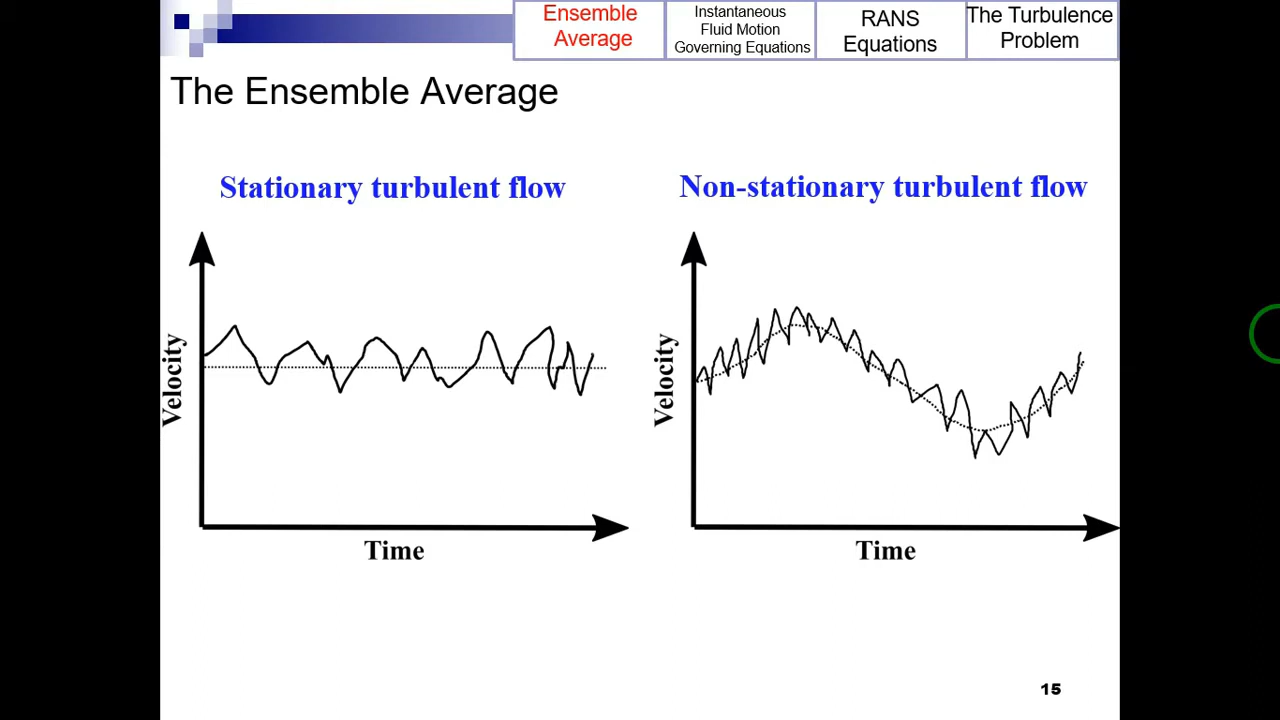 Ensemble
Average
Instantaneous
Fluid Motion
Governing Equations
RANS
Equations
The Turbulence
Problem
The Ensemble Average
Stationary turbulent flow
Non-stationary turbulent flow
Velocity
Time
Velocity
Time
15